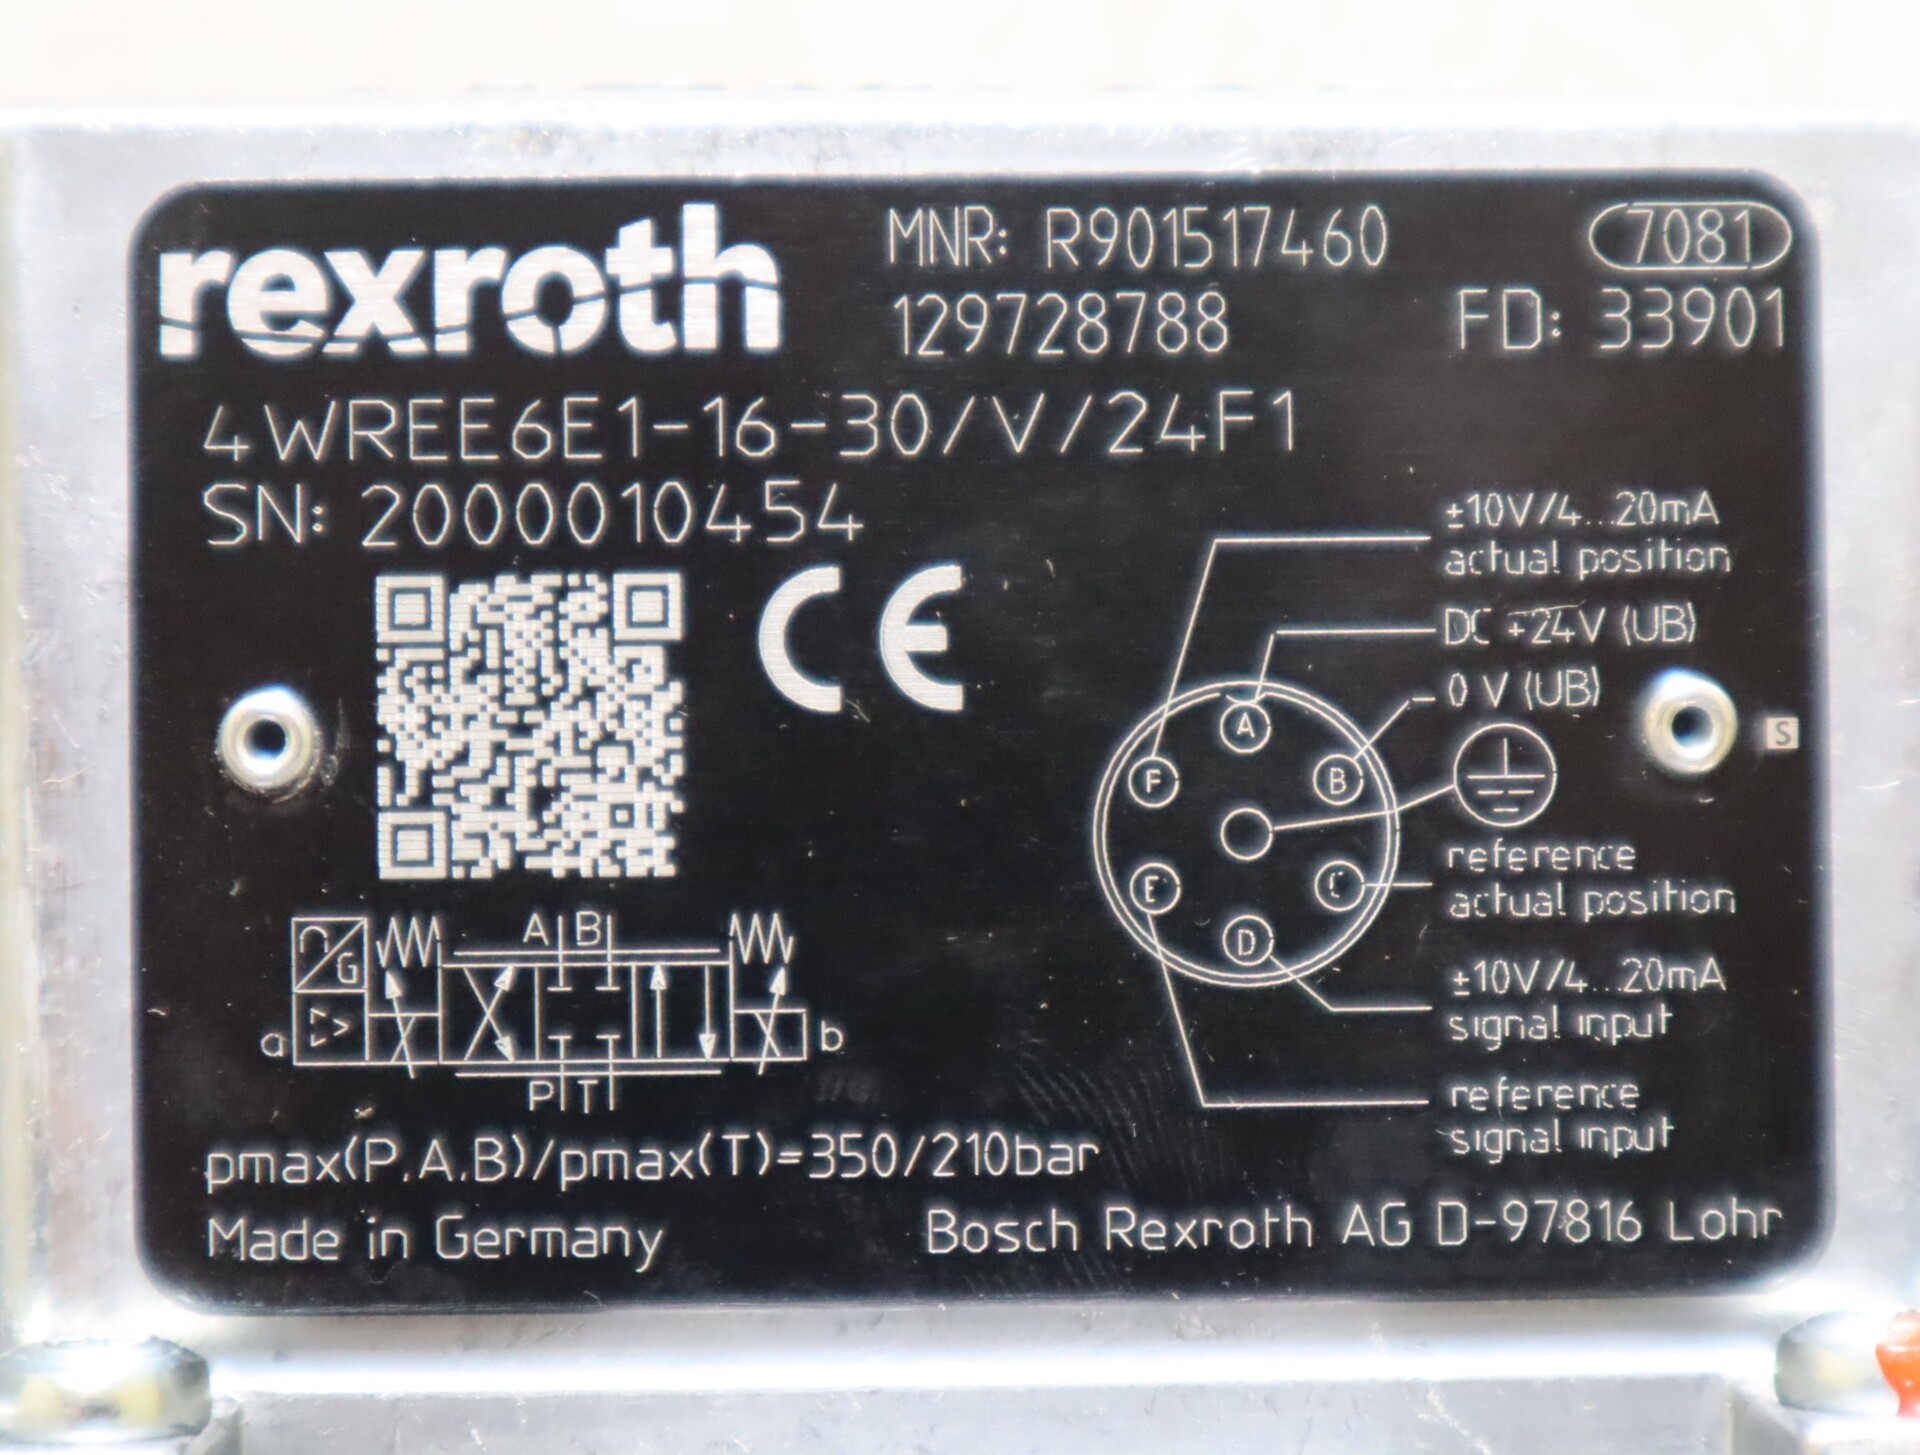 rexroth
MNR: R901517460
7081
129728788
FD: 33901
4WREE6E1-16-30/V/24F1
SN: 2000010454
CE
±10V/4...20mA
actual position
DC +24V (UB)
0 V (UB)
A
F
B
S
E
C
D
reference
actual position
±10V/4...20mA
signal input
reference
signal input
A B
G
a
b
P T
pmax(P.A.B)/pmax(T)=350/210bar
Made in Germany
Bosch Rexroth AG D-97816 Lohr